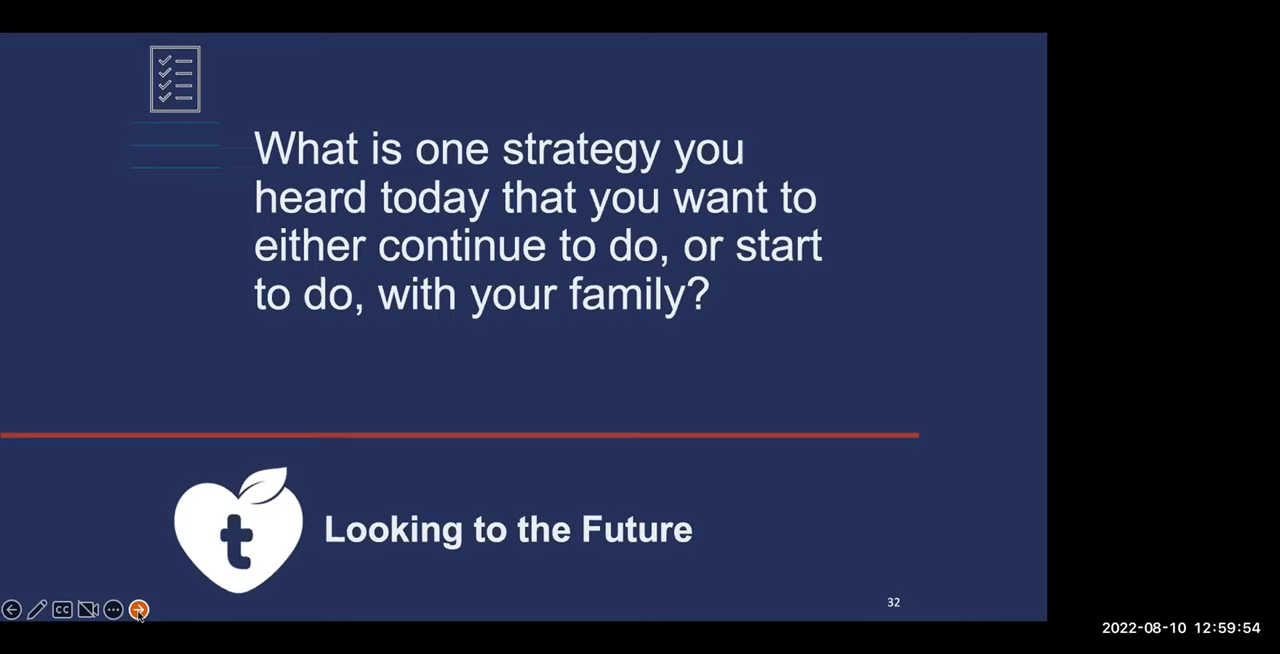 What is one strategy you
heard today that you want to
either continue to do, or start
to do, with your family?
t
Looking to the Future
CC
32
2022-08-10 12:59:54